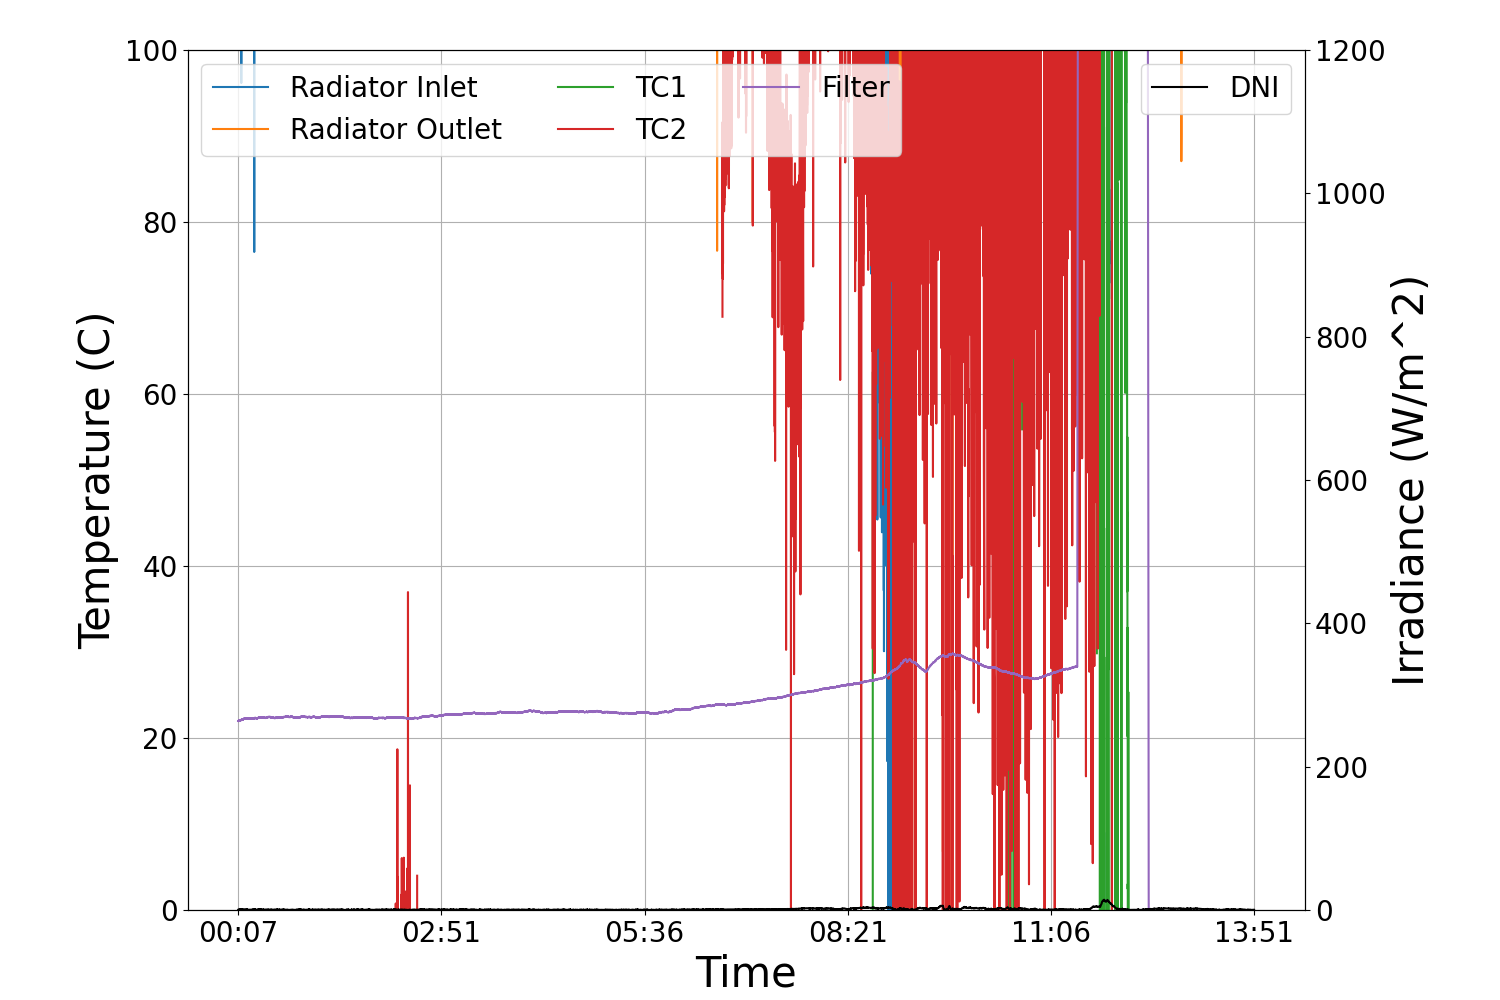 100
80
60
40
20
0
Temperature (C)
Radiator Inlet
Radiator Outlet
TC1
TC2
Filter
DNI
1200
1000
800
600
400
200
0
Irradiance (W/m^2)
00:07
02:51
05:36
08:21
11:06
13:51
Time